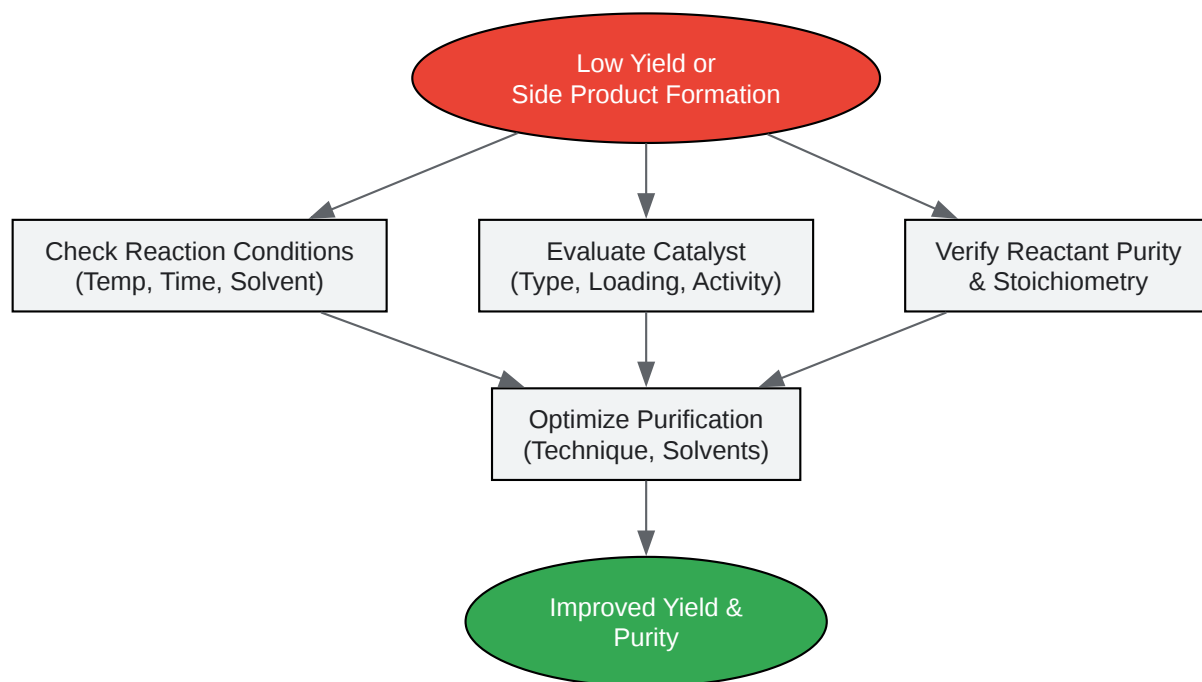 Low Yield or
Side Product Formation
Check Reaction Conditions
(Temp, Time, Solvent)
Evaluate Catalyst
(Type, Loading, Activity)
Verify Reactant Purity
& Stoichiometry
Optimize Purification
(Technique, Solvents)
Improved Yield &
Purity